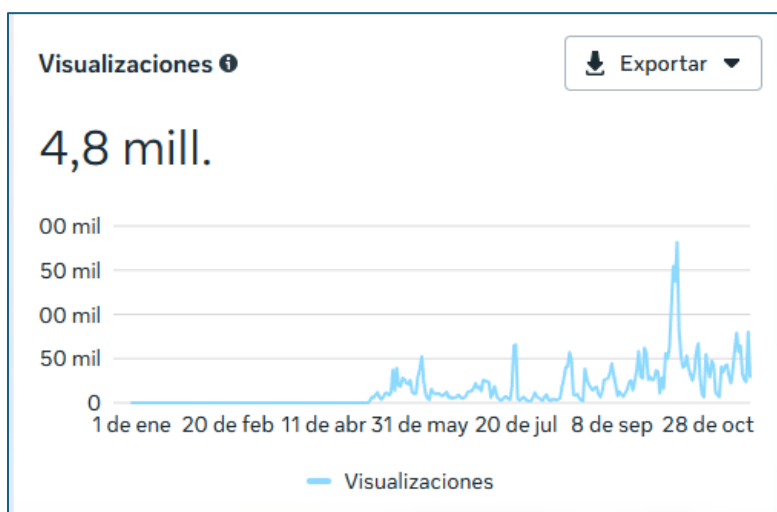 Visualizaciones
Exportar
4,8 mill.
00 mil
50 mil
00 mil
50 mil
0
1 de ene 20 de feb 11 de abr 31 de may 20 de jul 8 de sep 28 de oct
Visualizaciones